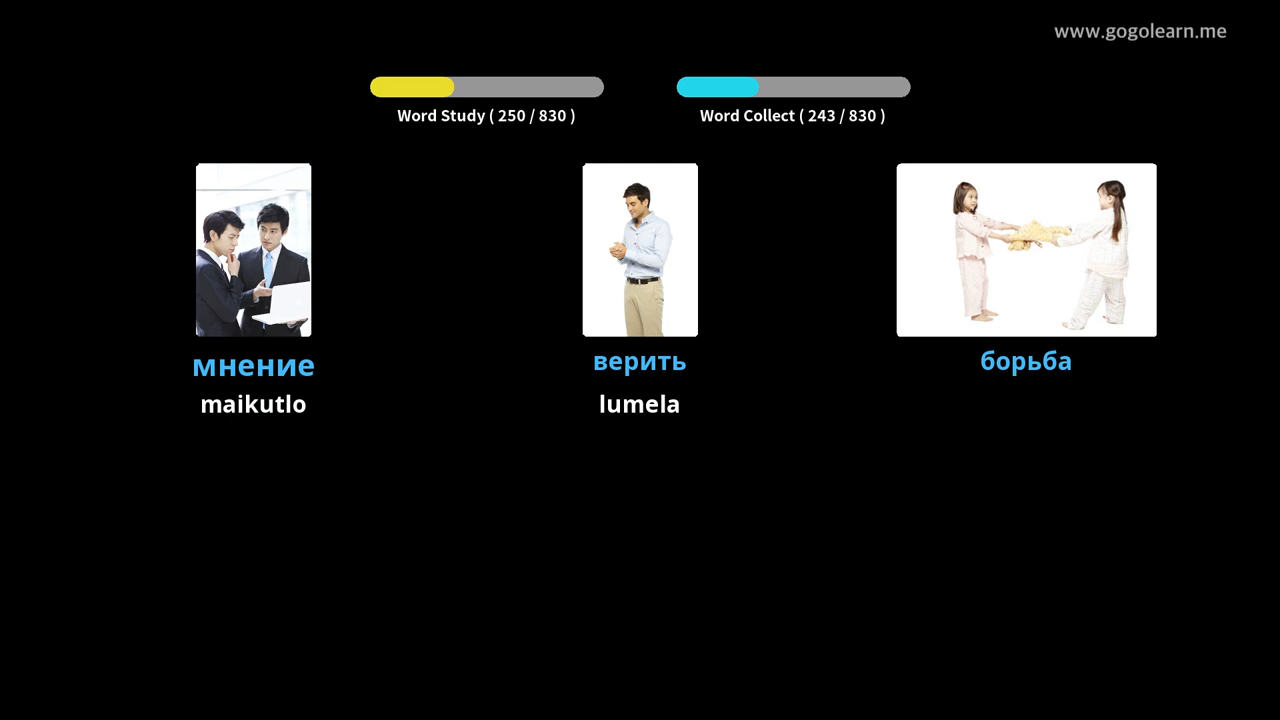 www.gogolearn.me
Word Study ( 250 / 830 )
Word Collect ( 243 / 830 )
мнение
верить
борьба
maikutlo
lumela